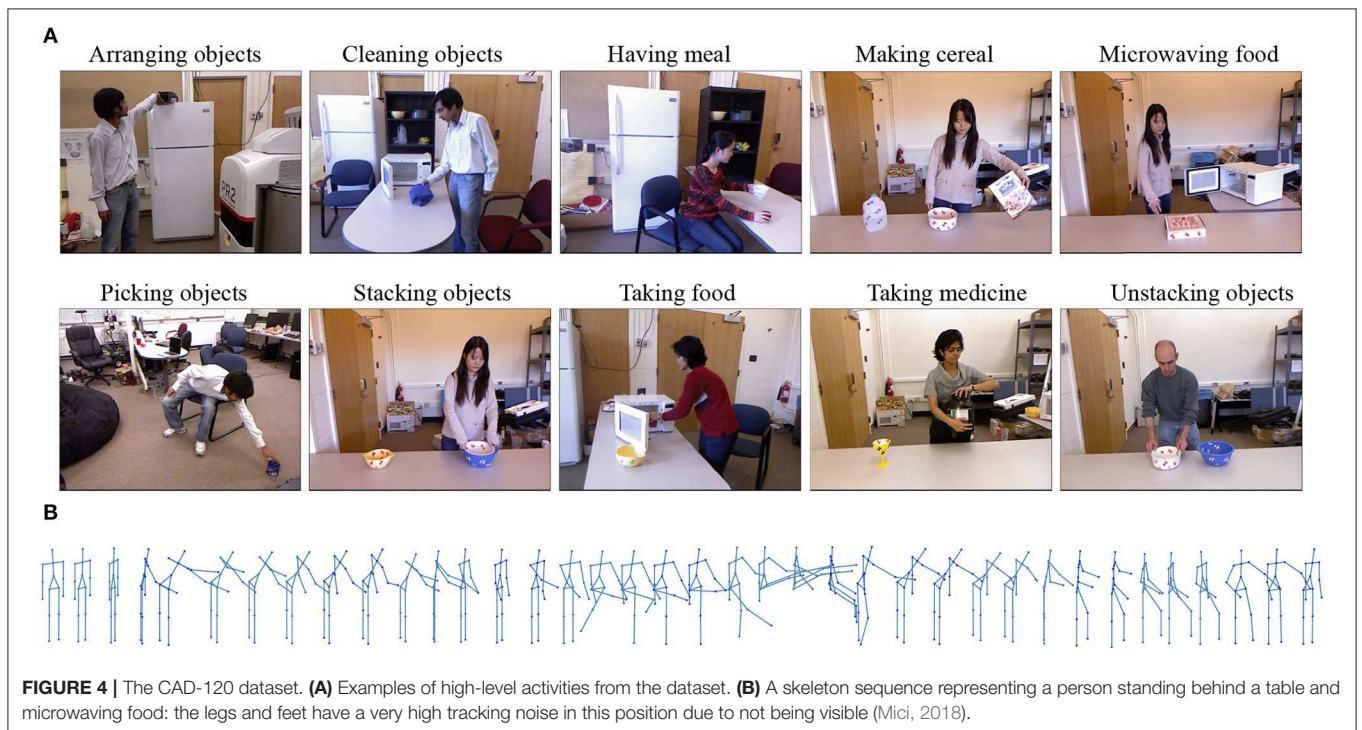 A
Arranging objects
Cleaning objects
Having meal
Making cereal
Microwaving food
PR2
Picking objects
Stacking objects
Taking food
Taking medicine
Unstacking objects
B
FIGURE 4 | The CAD-120 dataset. (A) Examples of high-level activities from the dataset. (B) A skeleton sequence representing a person standing behind a table and
microwaving food: the legs and feet have a very high tracking noise in this position due to not being visible (Mici, 2018).